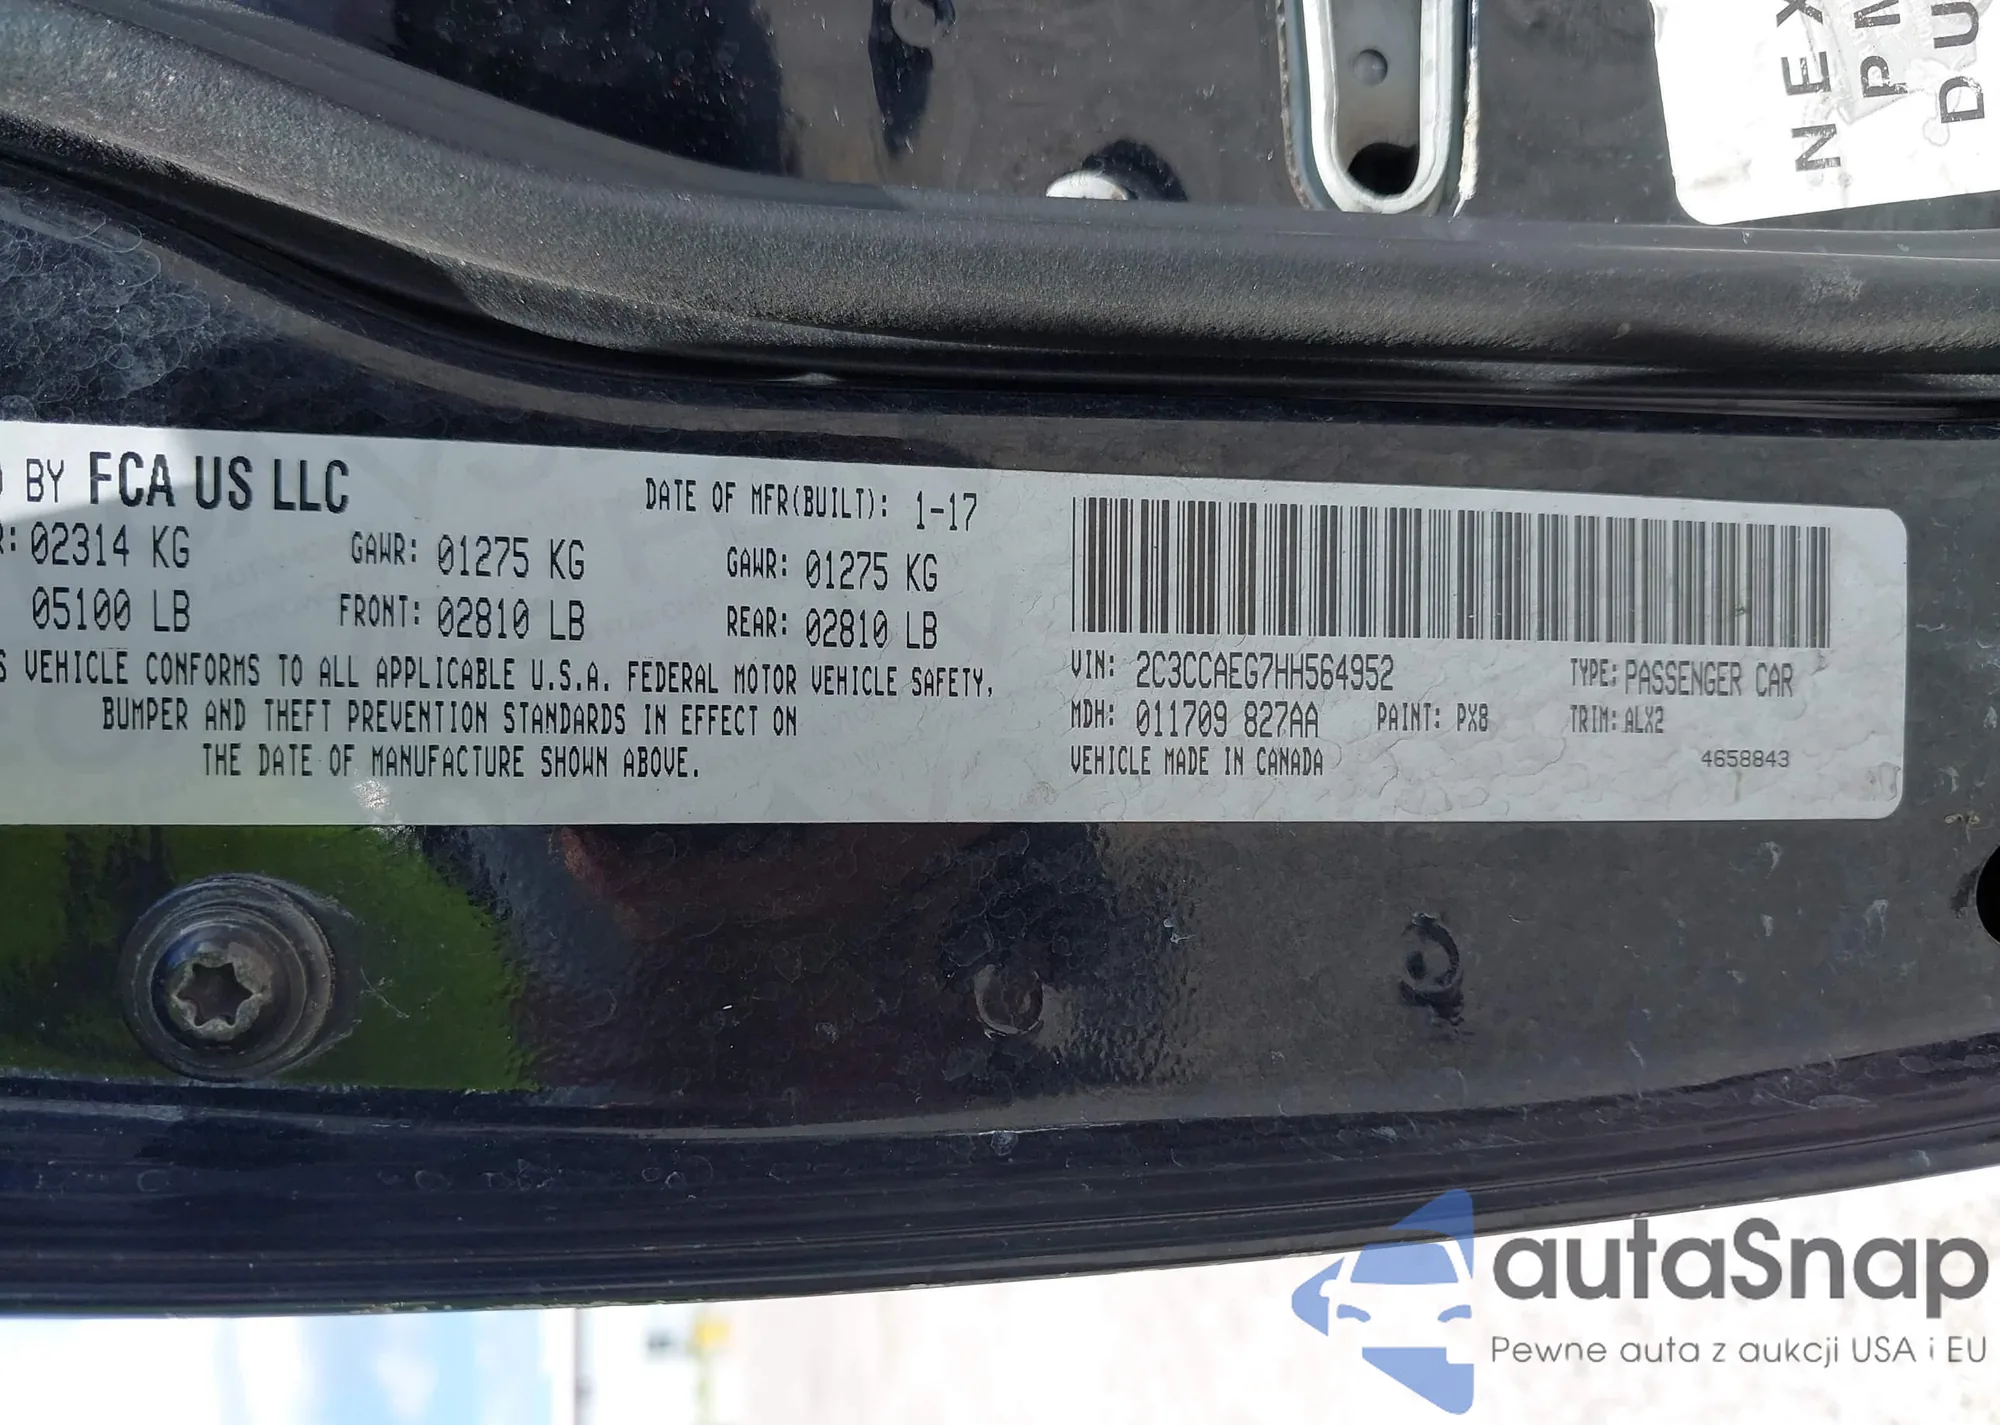 NEX
PM
DU
BY FCA US LLC
DATE OF MFR(BUILT): 1-17
R: 02314 KG GAWR: 01275 KG GAWR: 01275 KG
05100 LB FRONT: 02810 LB REAR: 02810 LB
S VEHICLE CONFORMS TO ALL APPLICABLE U.S.A. FEDERAL MOTOR VEHICLE SAFETY,
BUMPER AND THEFT PREVENTION STANDARDS IN EFFECT ON
THE DATE OF MANUFACTURE SHOWN ABOVE.
VIN: 2C3CCAEG7HH564952 TYPE: PASSENGER CAR
MDH: 011709 827AA PAINT: PX8 TRIM: ALX2
VEHICLE MADE IN CANADA 4658843
autaSnap
Pewne auta z aukcji USA i EU